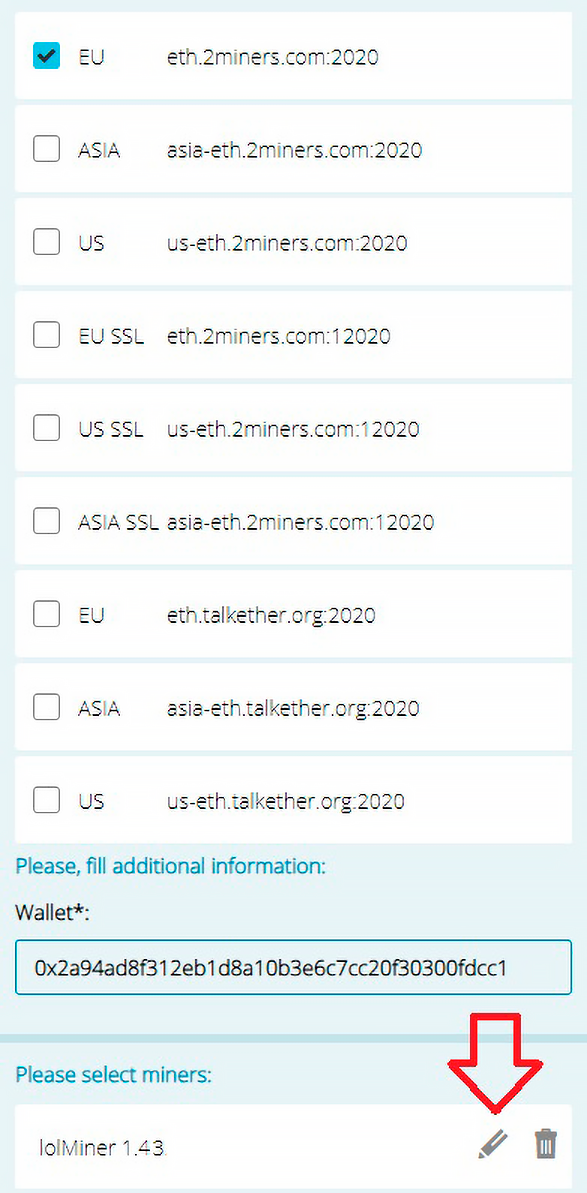 EU eth.2miners.com:2020
ASIA asia-eth.2miners.com:2020
US us-eth.2miners.com:2020
EU SSL eth.2miners.com:12020
US SSL us-eth.2miners.com:12020
ASIA SSL asia-eth.2miners.com:12020
EU eth.talkether.org:2020
ASIA asia-eth.talkether.org:2020
US us-eth.talkether.org:2020
Please, fill additional information:
Wallet*:
0x2a94ad8f312eb1d8a10b3e6c7cc20f30300fdcc1
Please select miners:
lolMiner 1.43